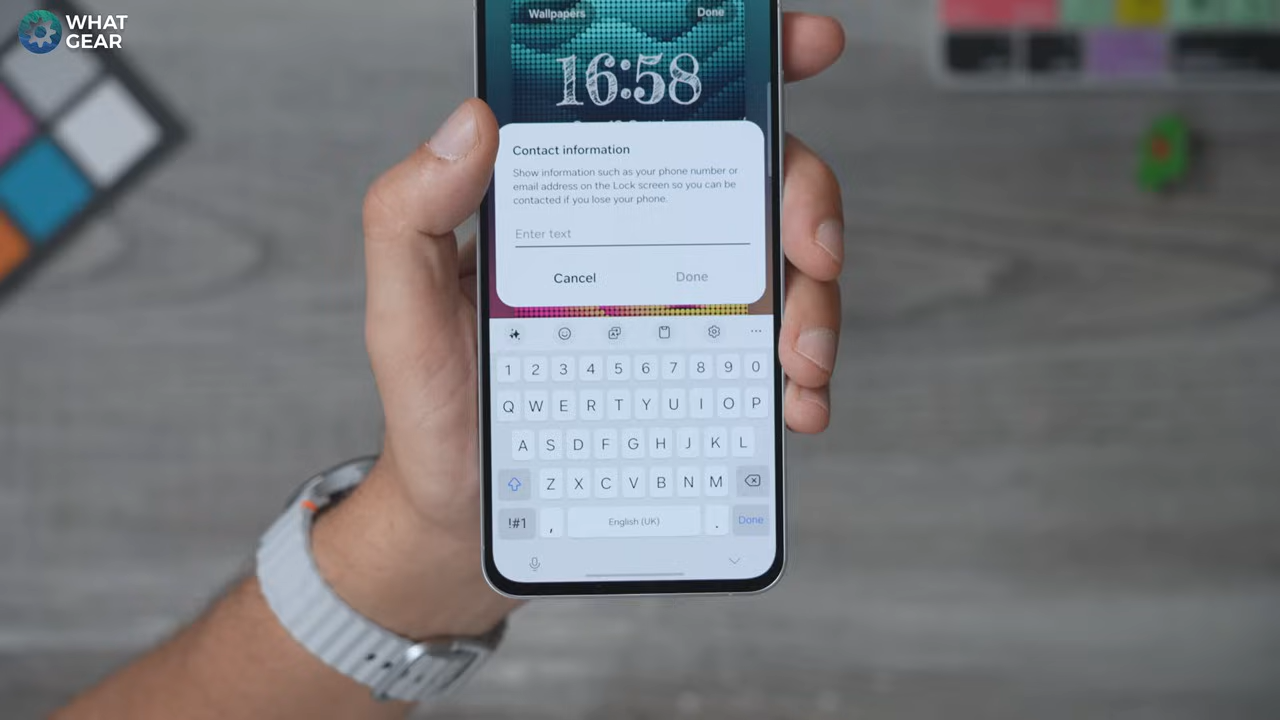 WHAT
GEAR
Wallpapers Done
16:58
Contact information
Show information such as your phone number or
email address on the Lock screen so you can be
contacted if you lose your phone.
Enter text
Cancel Done
1 2 3 4 5 6 7 8 9 0
Q W E R T Y U I O P
A S D F G H J K L
Z X C V B N M
!#1 , English (UK) . Done